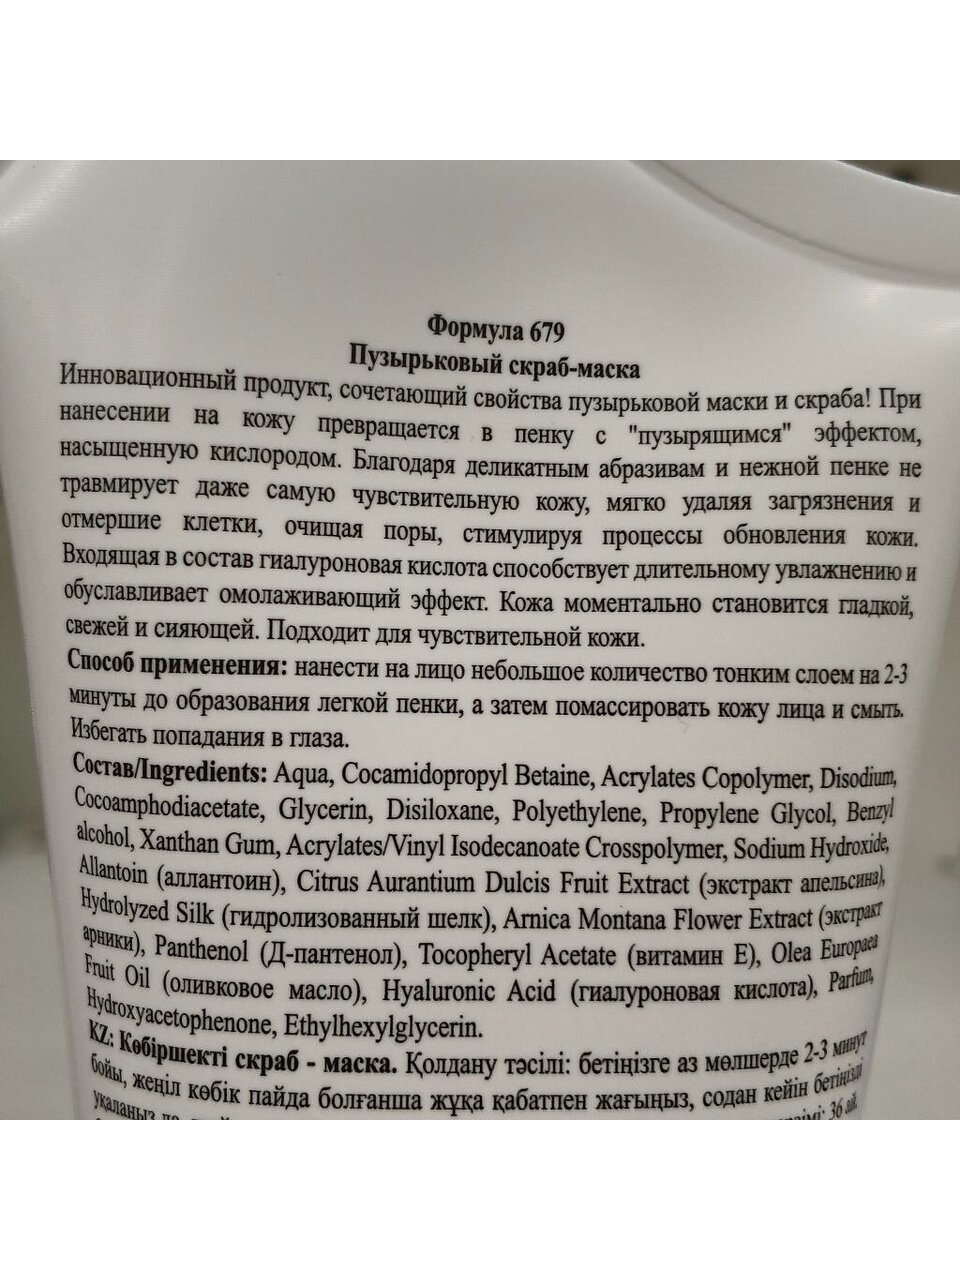 Формула 679
Пузырьковый скраб-маска
Инновационный продукт, сочетающий свойства пузырьковой маски и скраба! При
нанесении на кожу превращается в пенку с "пузырящимся" эффектом,
насыщенную кислородом. Благодаря деликатным абразивам и нежной пенке не
травмирует даже самую чувствительную кожу, мягко удаляя загрязнения и
отмершие клетки, очищая поры, стимулируя процессы обновления кожи.
Входящая в состав гиалуроновая кислота способствует длительному увлажнению и
обуславливает омолаживающий эффект. Кожа моментально становится гладкой,
свежей и сияющей. Подходит для чувствительной кожи.
Способ применения: нанести на лицо небольшое количество тонким слоем на 2-3
минуты до образования легкой пенки, а затем помассировать кожу лица и смыть.
Избегать попадания в глаза.
Состав/Ingredients: Aqua, Cocamidopropyl Betaine, Acrylates Copolymer, Disodium,
Cocoamphodiacetate, Glycerin, Disiloxane, Polyethylene, Propylene Glycol, Benzyl
alcohol, Xanthan Gum, Acrylates/Vinyl Isodecanoate Crosspolymer, Sodium Hydroxide,
Allantoin (аллантоин), Citrus Aurantium Dulcis Fruit Extract (экстракт апельсина),
Hydrolyzed Silk (гидролизованный шелк), Arnica Montana Flower Extract (экстракт
арники), Panthenol (Д-пантенол), Tocopheryl Acetate (витамин Е), Olea Europaea
Fruit Oil (оливковое масло), Hyaluronic Acid (гиалуроновая кислота), Parfum,
Hydroxyacetophenone, Ethylhexylglycerin.
KZ: Көбіршекті скраб - маска. Қолдану тәсілі: бетіңізге аз мөлшерде 2-3 минут
бойы, жеңіл көбік пайда болғанша жұқа қабатпен жағыңыз, содан кейін бетіңізді
36 ай.